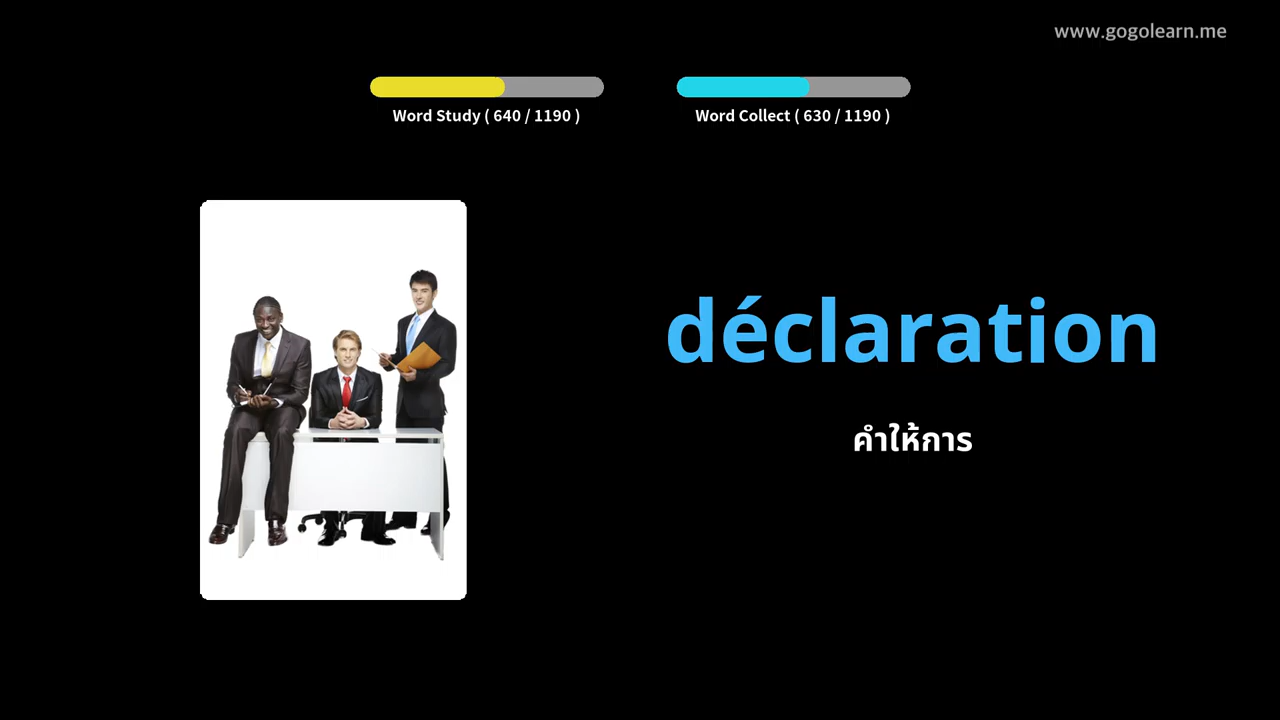 www.gogolearn.me
Word Study ( 640 / 1190 )
Word Collect ( 630 / 1190 )
déclaration
คำให้การ